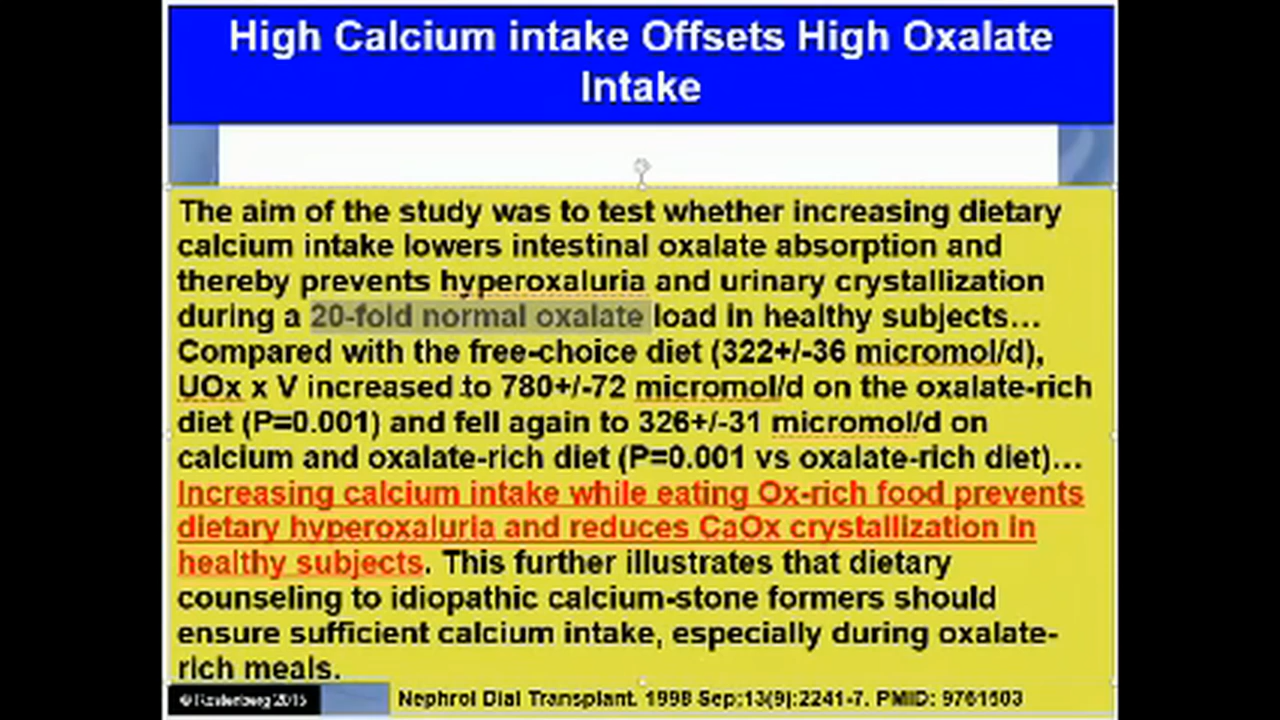 High Calcium intake Offsets High Oxalate
Intake
The aim of the study was to test whether increasing dietary
calcium intake lowers intestinal oxalate absorption and
thereby prevents hyperoxaluria and urinary crystallization
during a 20-fold normal oxalate load in healthy subjects...
Compared with the free-choice diet (322+/-36 micromol/d),
UOx x V increased to 780+/-72 micromol/d on the oxalate-rich
diet (P=0.001) and fell again to 326+/-31 micromol/d on
calcium and oxalate-rich diet (P=0.001 vs oxalate-rich diet)...
Increasing calcium intake while eating Ox-rich food prevents
dietary hyperoxaluria and reduces CaOx crystallization in
healthy subjects. This further illustrates that dietary
counseling to idiopathic calcium-stone formers should
ensure sufficient calcium intake, especially during oxalate-
rich meals.
© 2015
Nephrol Dial Transplant. 1998 Sep;13(9):2241-7. PMID: 9761503